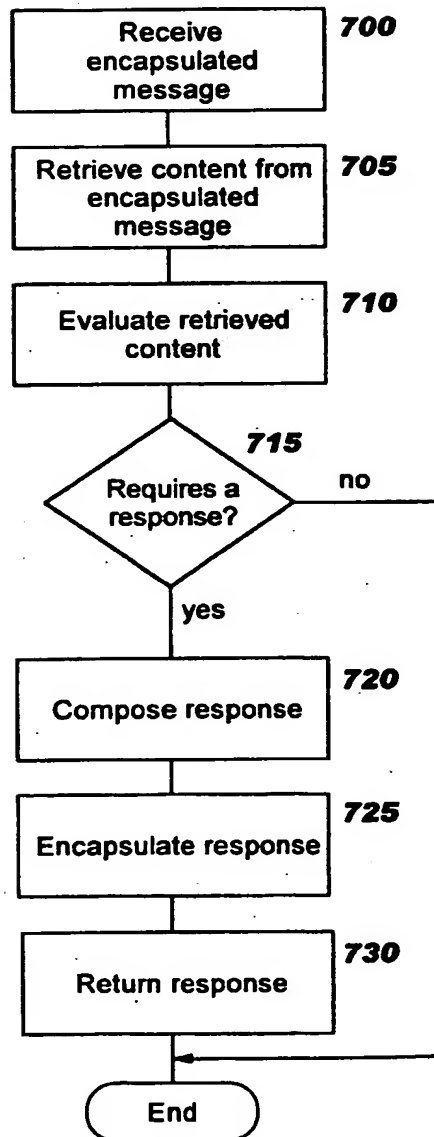 Receive
encapsulated
message
700
Retrieve content from
encapsulated
message
705
Evaluate retrieved
content
710
715
Requires a
response?
no
yes
Compose response
720
Encapsulate response
725
Return response
730
End